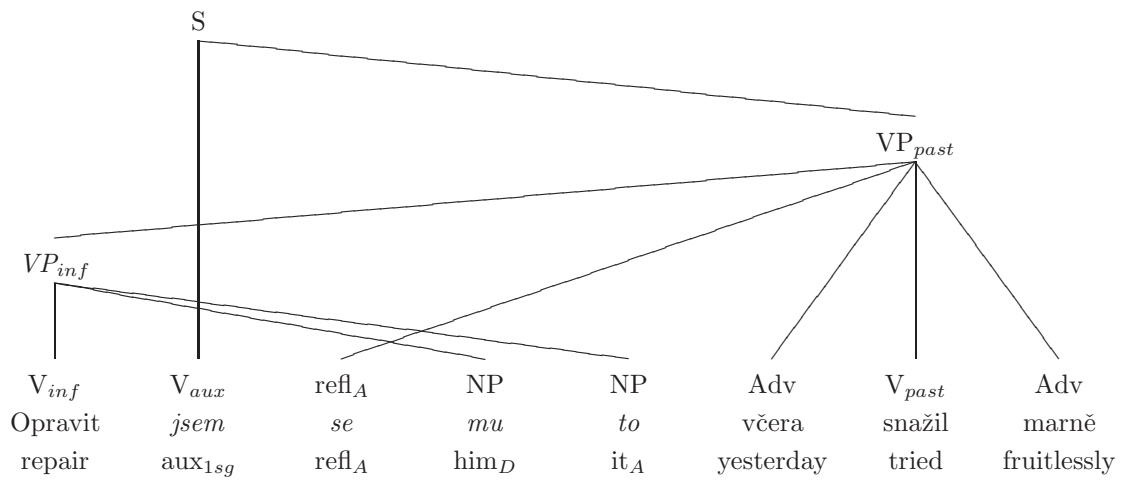 S
VP_past
VP_inf
V_inf V_aux refl_A NP NP Adv V_past Adv
Opravit jsem se mu to včera snažil marně
repair aux_1sg refl_A him_D it_A yesterday tried fruitlessly